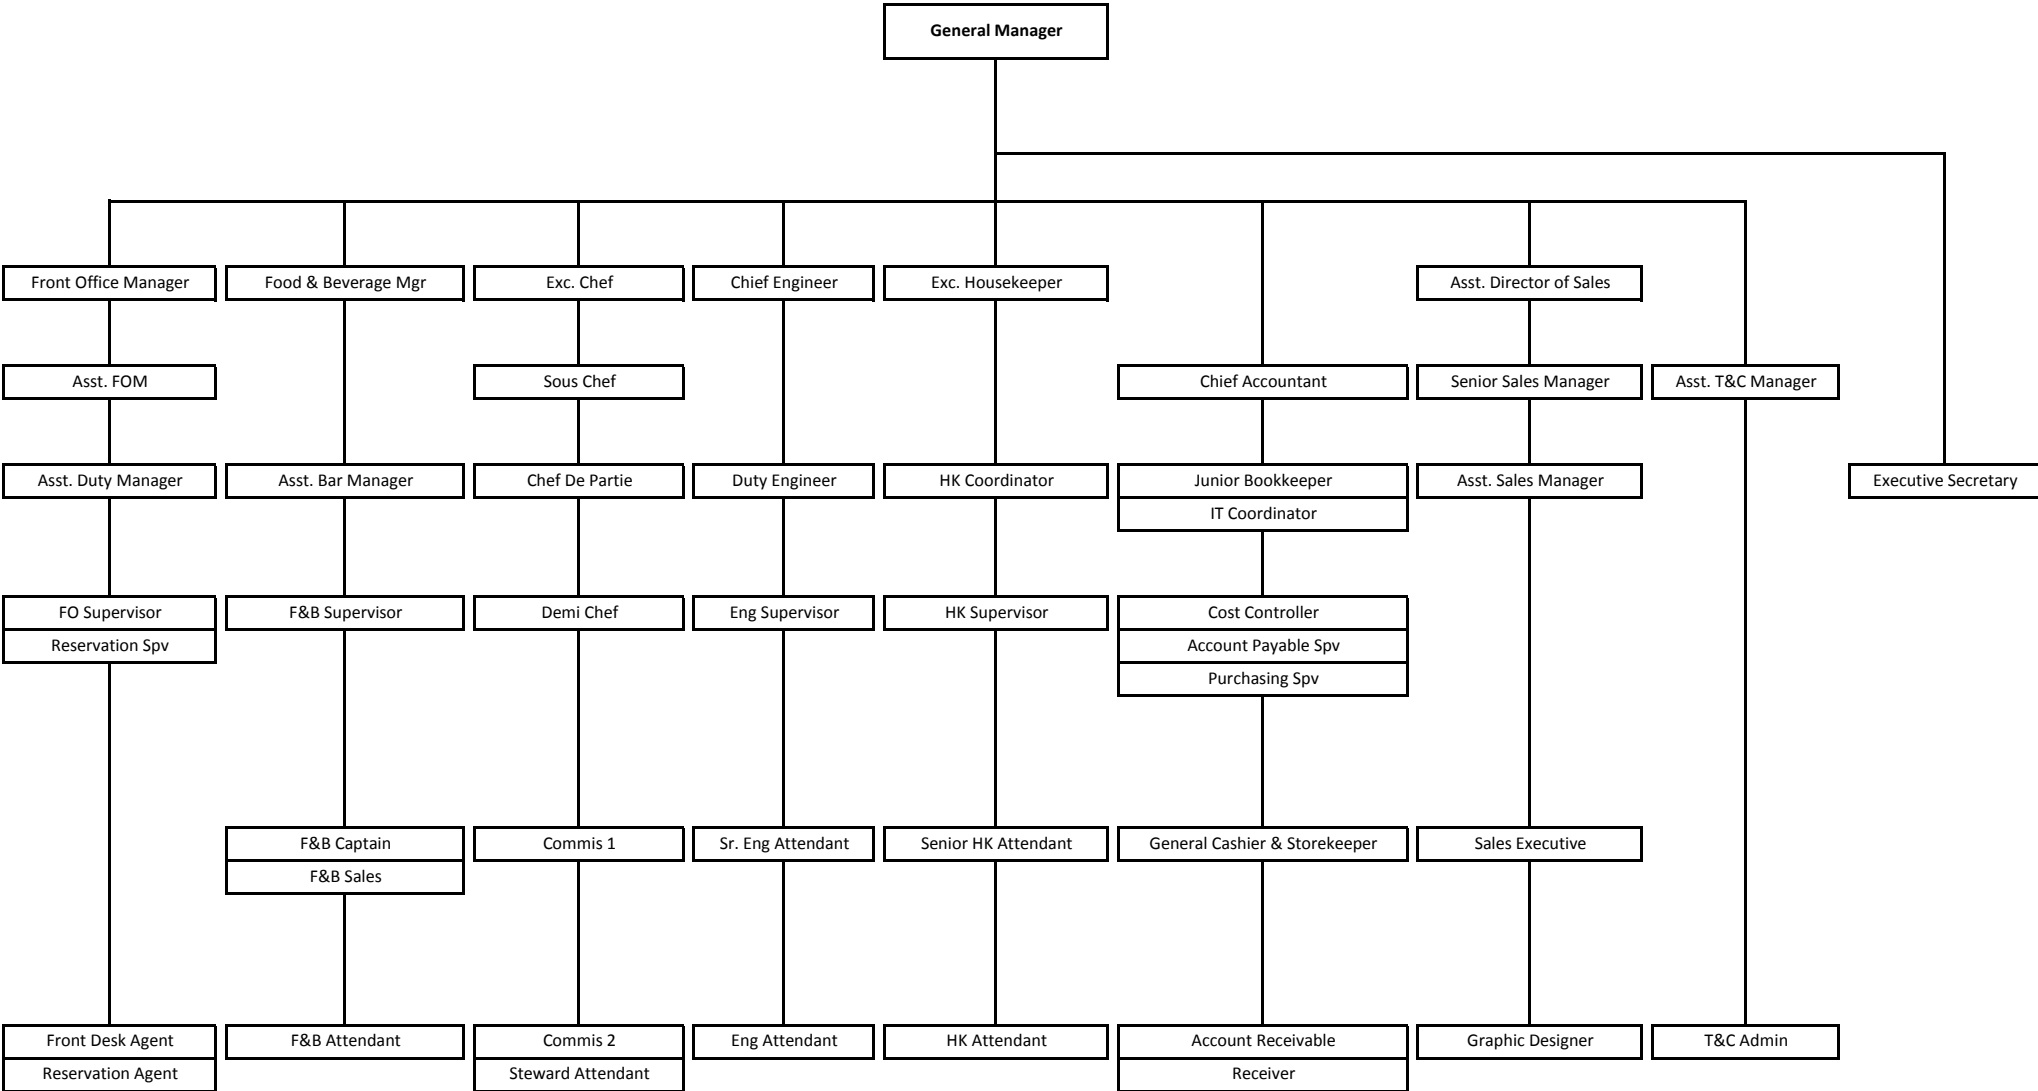 General Manager
Front Office Manager
Food & Beverage Mgr
Exc. Chef
Chief Engineer
Exc. Housekeeper
Asst. Director of Sales
Asst. FOM
Sous Chef
Chief Accountant
Senior Sales Manager
Asst. T&C Manager
Asst. Duty Manager
Asst. Bar Manager
Chef De Partie
Duty Engineer
HK Coordinator
Junior Bookkeeper
Asst. Sales Manager
Executive Secretary
IT Coordinator
FO Supervisor
F&B Supervisor
Demi Chef
Eng Supervisor
HK Supervisor
Cost Controller
Reservation Spv
Account Payable Spv
Purchasing Spv
F&B Captain
Commis 1
Sr. Eng Attendant
Senior HK Attendant
General Cashier & Storekeeper
Sales Executive
F&B Sales
Front Desk Agent
F&B Attendant
Commis 2
Eng Attendant
HK Attendant
Account Receivable
Graphic Designer
T&C Admin
Reservation Agent
Steward Attendant
Receiver